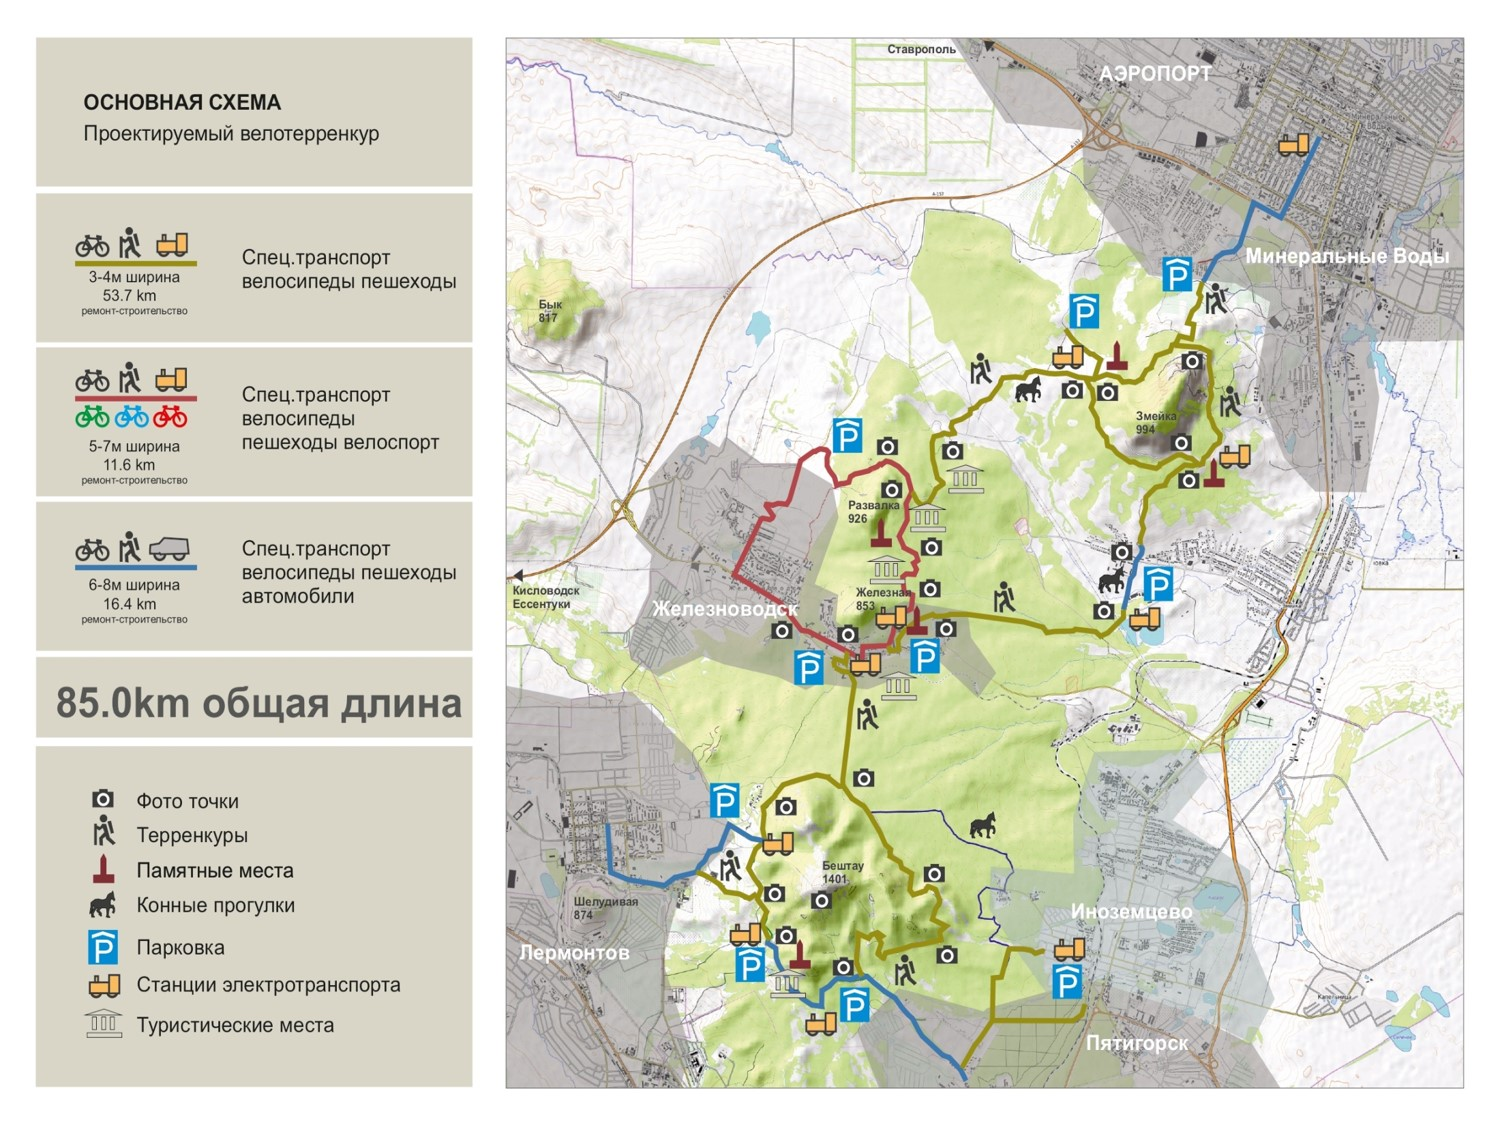 ОСНОВНАЯ СХЕМА
Проектируемый велотерренкур
3-4м ширина
53.7 km
ремонт-строительство
Спец.транспорт
велосипеды пешеходы
5-7м ширина
11.6 km
ремонт-строительство
Спец.транспорт
велосипеды
пешеходы велоспорт
6-8м ширина
16.4 km
ремонт-строительство
Спец.транспорт
велосипеды пешеходы
автомобили
85.0km общая длина
Фото точки
Терренкуры
Памятные места
Конные прогулки
P Парковка
Станции электротранспорта
Туристические места
Ставрополь
АЭРОПОРТ
Минеральные Воды
P
P
Бык
817
Змейка
994
P
Развалка
926
Кисловодск
Ессентуки
Железная
853
P
Железноводск
P
P
P
Бештау
1401
Шелудивая
874
Иноземцево
Лермонтов
P
P
P
Пятигорск